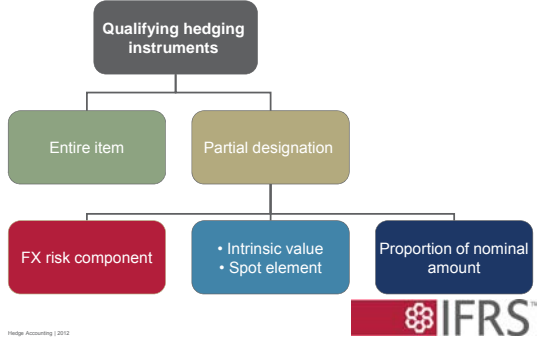 Qualifying hedging
instruments
Entire item
Partial designation
FX risk component
• Intrinsic value
• Spot element
Proportion of nominal
amount
Hedge Accounting | 2012
IFRS™